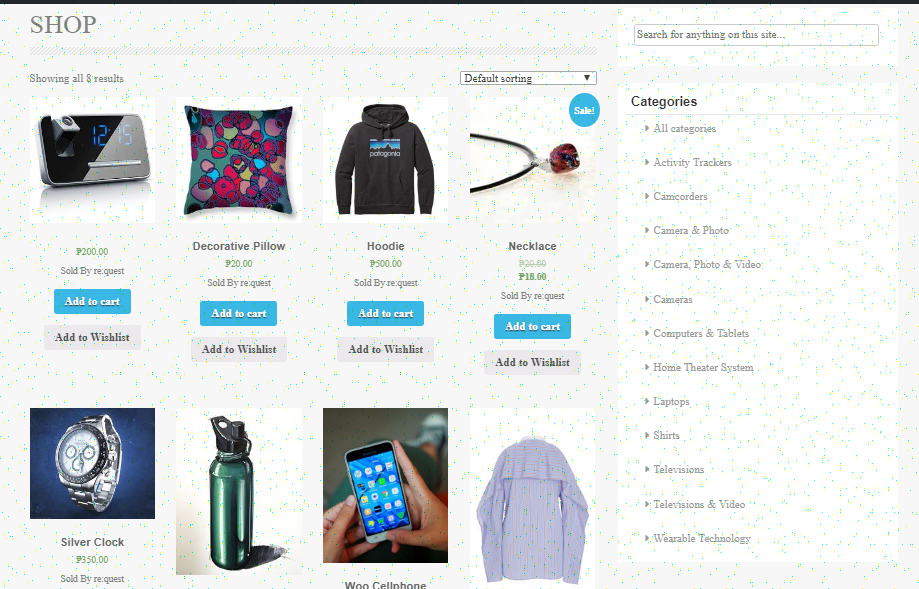 SHOP
Search for anything on this site...
Showing all 8 results
Default sorting
Sale!
12:15
patagonia
₱200.00
Sold By re:quest
Add to cart
Add to Wishlist
Decorative Pillow
₱20.00
Sold By re:quest
Add to cart
Add to Wishlist
Hoodie
₱500.00
Sold By re:quest
Add to cart
Add to Wishlist
Necklace
₱20.00
₱18.00
Sold By re:quest
Add to cart
Add to Wishlist
Silver Clock
₱350.00
Sold By re:quest
Woo Cellphone
Categories
All categories
Activity Trackers
Camcorders
Camera & Photo
Camera, Photo & Video
Cameras
Computers & Tablets
Home Theater System
Laptops
Shirts
Televisions
Televisions & Video
Wearable Technology